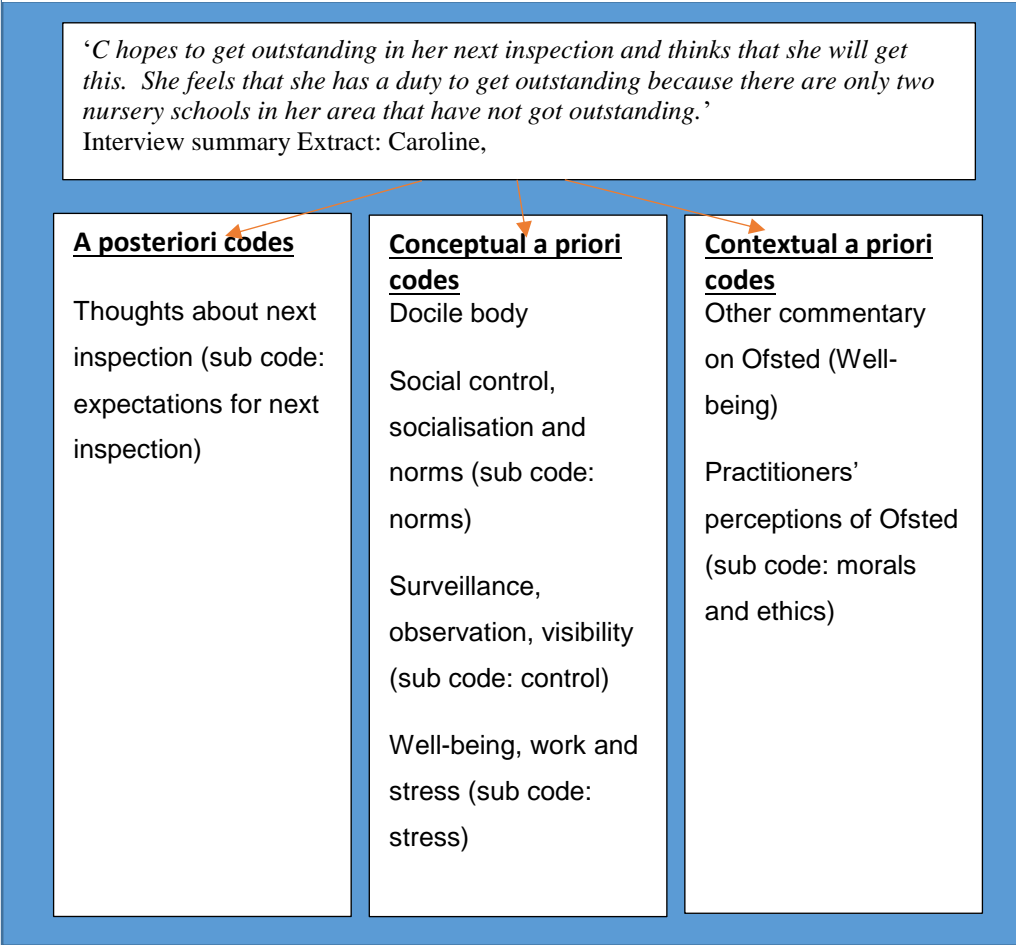 ‘C hopes to get outstanding in her next inspection and thinks that she will get
this.  She feels that she has a duty to get outstanding because there are only two
nursery schools in her area that have not got outstanding.’
Interview summary Extract: Caroline,
A posteriori codes
Thoughts about next
inspection (sub code:
expectations for next
inspection)
Conceptual a priori
codes
Docile body
Social control,
socialisation and
norms (sub code:
norms)
Surveillance,
observation, visibility
(sub code: control)
Well-being, work and
stress (sub code:
stress)
Contextual a priori
codes
Other commentary
on Ofsted (Well-
being)
Practitioners’
perceptions of Ofsted
(sub code: morals
and ethics)